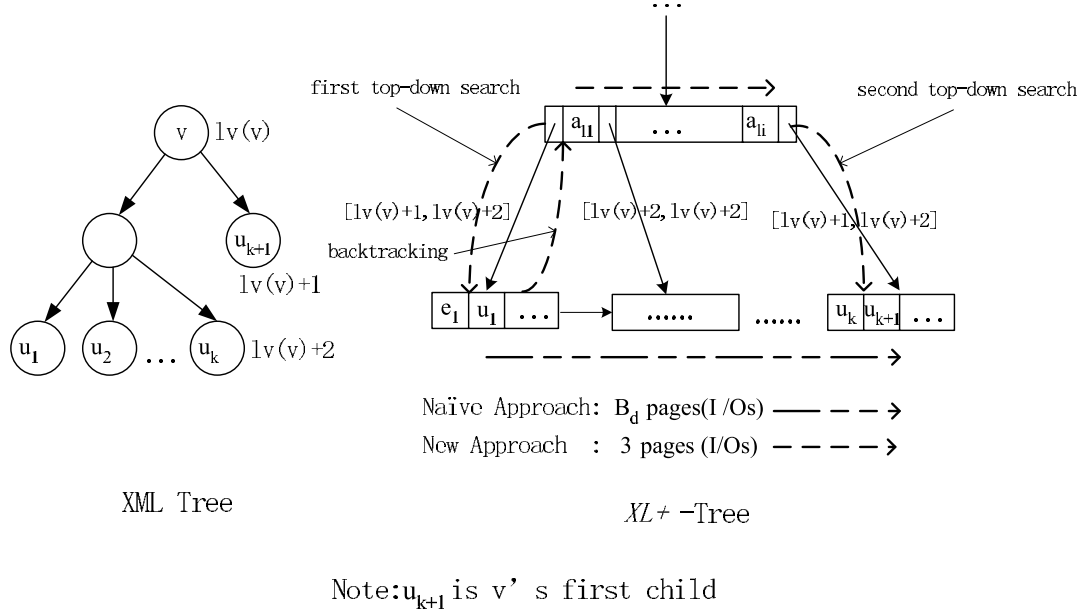 ...
first top-down search
second top-down search
v lv(v)
a_l1 ... a_li
[lv(v)+1,lv(v)+2]
[lv(v)+2,lv(v)+2]
[lv(v)+1,lv(v)+2]
u_k+1
backtracking
lv(v)+1
e_1 u_1 ...
......
......
u_k u_k+1 ...
u_1 u_2 ... u_k lv(v)+2
Naïve Approach: B_d pages(I /Os)
New Approach : 3 pages (I/Os)
XML Tree
XL+ -Tree
Note:u_k+1 is v's first child